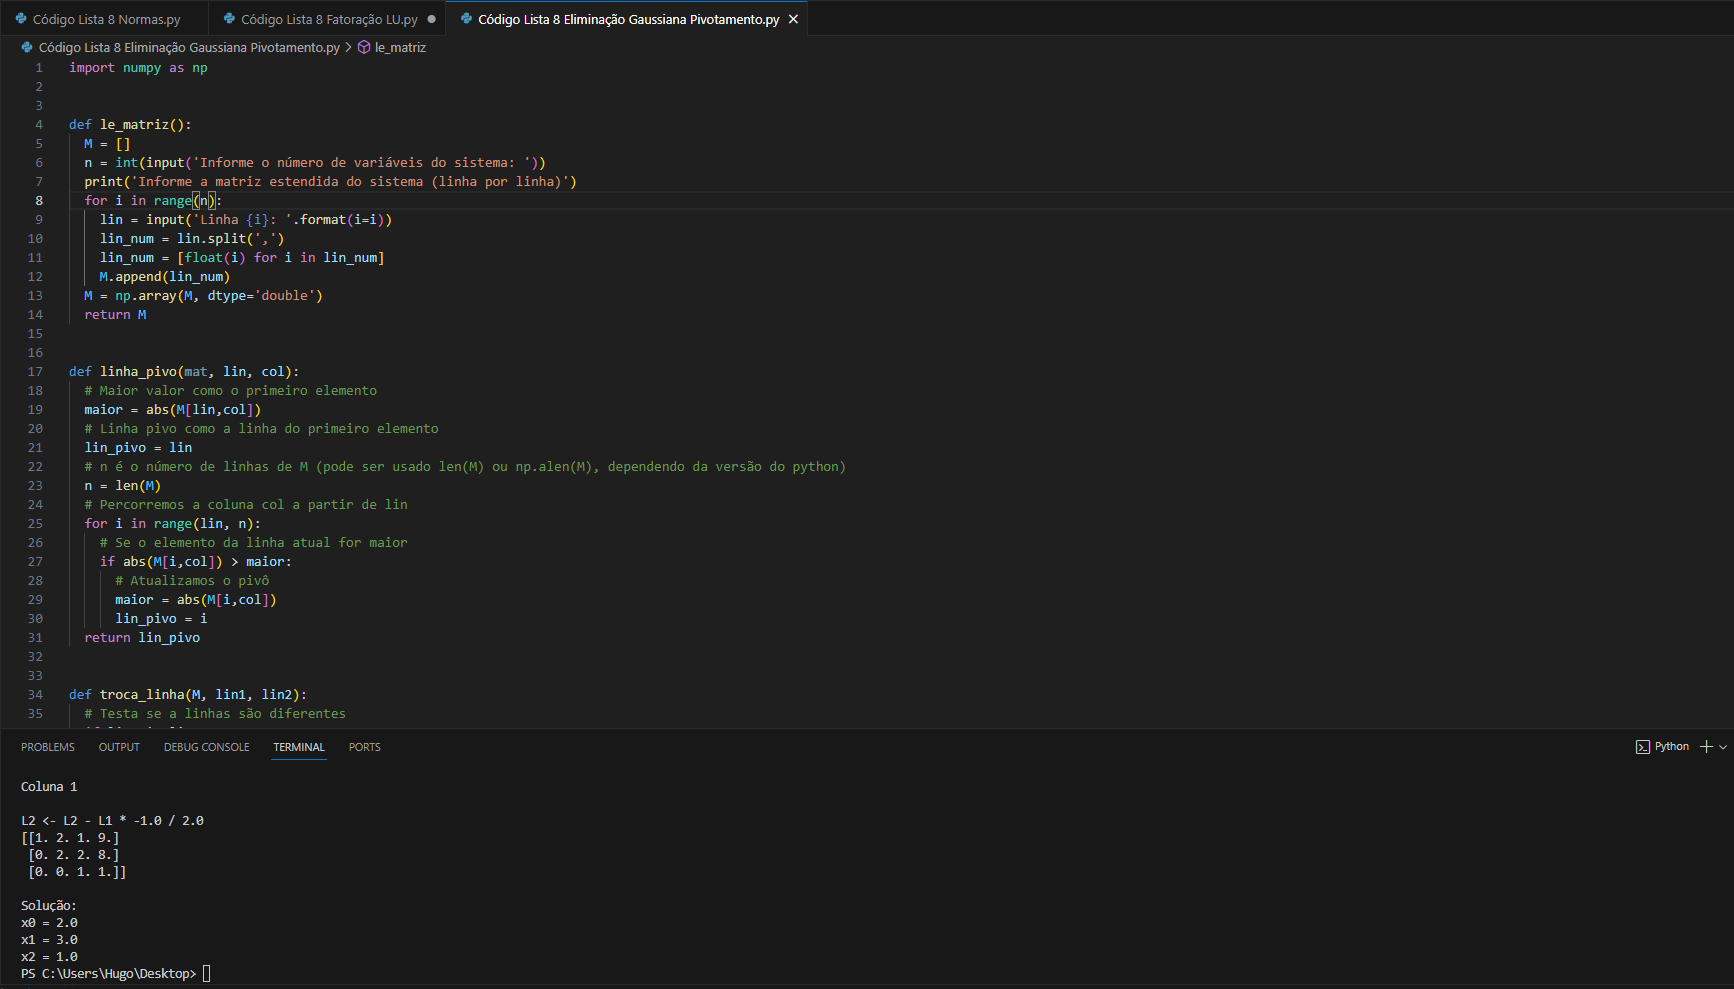 Código Lista 8 Normas.py
Código Lista 8 Fatoração LU.py
Código Lista 8 Eliminação Gaussiana Pivotamento.py
Código Lista 8 Eliminação Gaussiana Pivotamento.py > le_matriz
1 import numpy as np
2
3
4 def le_matriz():
5   M = []
6   n = int(input('Informe o número de variáveis do sistema: '))
7   print('Informe a matriz estendida do sistema (linha por linha)')
8   for i in range(n):
9     lin = input('Linha {i}: '.format(i=i))
10     lin_num = lin.split(',')
11     lin_num = [float(i) for i in lin_num]
12     M.append(lin_num)
13   M = np.array(M, dtype='double')
14   return M
15
16
17 def linha_pivo(mat, lin, col):
18   # Maior valor como o primeiro elemento
19   maior = abs(M[lin,col])
20   # Linha pivo como a linha do primeiro elemento
21   lin_pivo = lin
22   # n é o número de linhas de M (pode ser usado len(M) ou np.alen(M), dependendo da versão do python)
23   n = len(M)
24   # Percorremos a coluna col a partir de lin
25   for i in range(lin, n):
26     # Se o elemento da linha atual for maior
27     if abs(M[i,col]) > maior:
28       # Atualizamos o pivô
29       maior = abs(M[i,col])
30       lin_pivo = i
31   return lin_pivo
32
33
34 def troca_linha(M, lin1, lin2):
35   # Testa se a linhas são diferentes
PROBLEMS OUTPUT DEBUG CONSOLE TERMINAL PORTS
Python
Coluna 1
L2 <- L2 - L1 * -1.0 / 2.0
[[1. 2. 1. 9.]
 [0. 2. 2. 8.]
 [0. 0. 1. 1.]]
Solução:
x0 = 2.0
x1 = 3.0
x2 = 1.0
PS C:\Users\Hugo\Desktop>